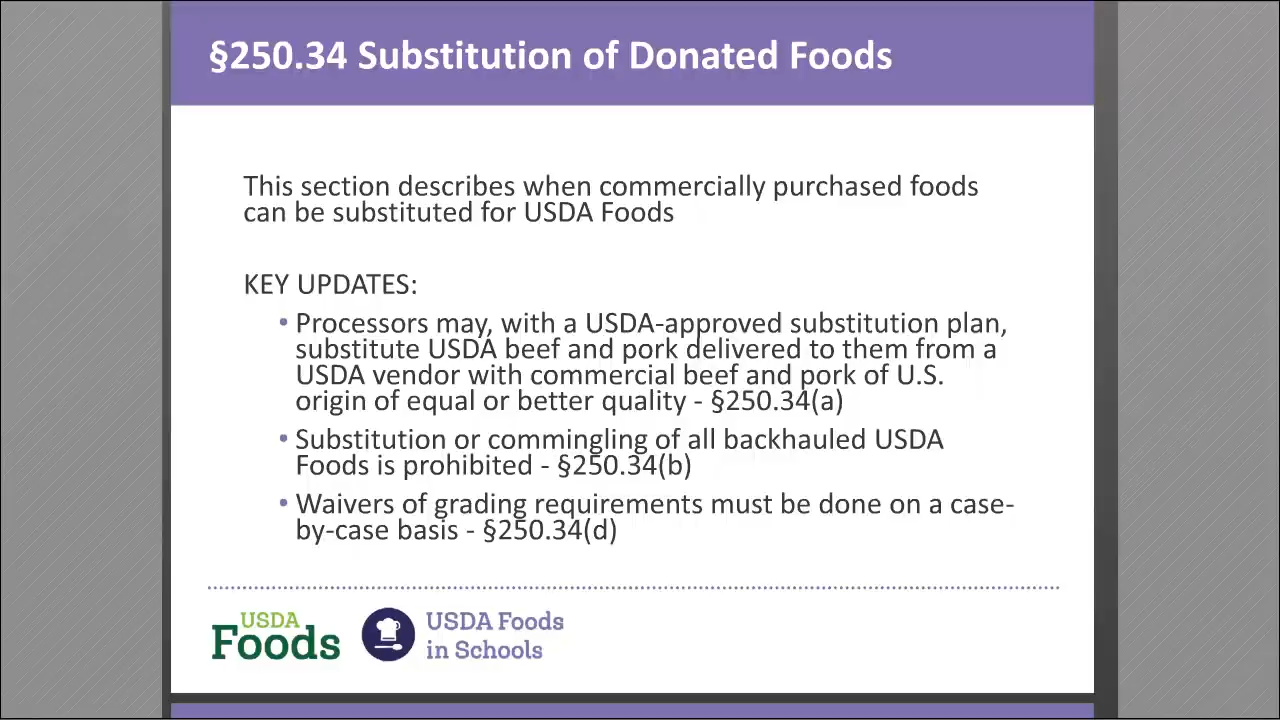 §250.34 Substitution of Donated Foods
This section describes when commercially purchased foods
can be substituted for USDA Foods
KEY UPDATES:
• Processors may, with a USDA-approved substitution plan,
substitute USDA beef and pork delivered to them from a
USDA vendor with commercial beef and pork of U.S.
origin of equal or better quality - §250.34(a)
• Substitution or commingling of all backhauled USDA
Foods is prohibited - §250.34(b)
• Waivers of grading requirements must be done on a case-
by-case basis - §250.34(d)
USDA
Foods
USDA Foods
in Schools